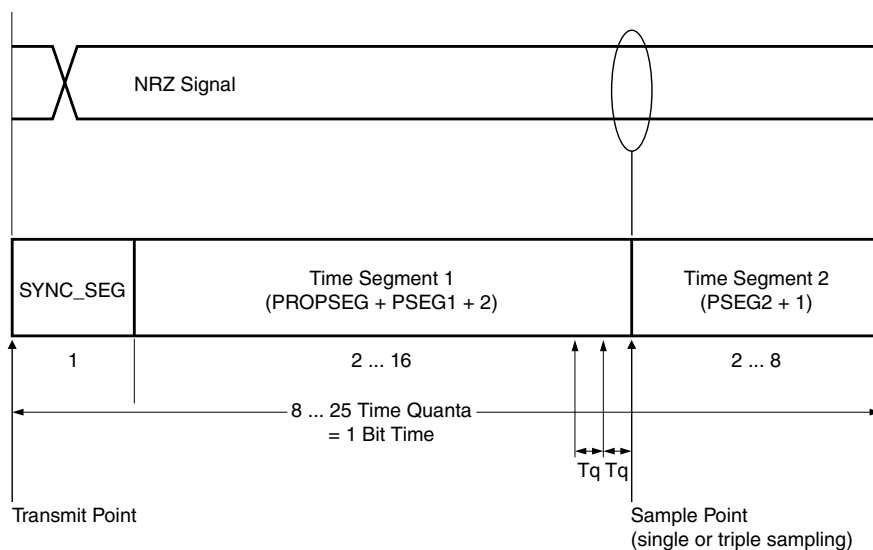 NRZ Signal
SYNC_SEG
Time Segment 1
(PROPSEG + PSEG1 + 2)
Time Segment 2
(PSEG2 + 1)
1
2 ... 16
2 ... 8
8 ... 25 Time Quanta
= 1 Bit Time
Tq
Tq
Transmit Point
Sample Point
(single or triple sampling)